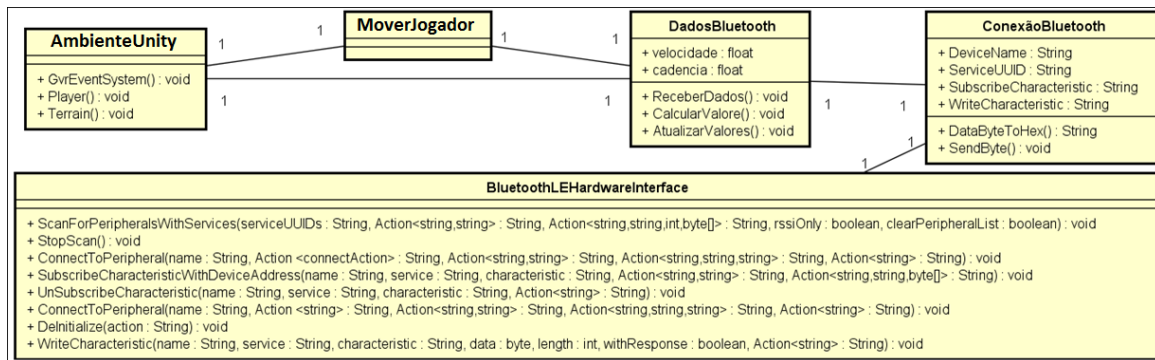 AmbienteUnity
+ GvrEventSystem() : void
+ Player() : void
+ Terrain() : void
1
1
MoverJogador
1
1
1
1
DadosBluetooth
+ velocidade : float
+ cadencia : float
+ ReceberDados() : void
+ CalcularValore() : void
+ AtualizarValores() : void
1
1
ConexãoBluetooth
+ DeviceName : String
+ ServiceUUID : String
+ SubscribeCharacteristic : String
+ WriteCharacteristic : String
+ DataByteToHex() : String
+ SendByte() : void
1
1
BluetoothLEHardwareInterface
+ ScanForPeripheralsWithServices(serviceUUIDs : String, Action<string,string> : String, Action<string,string,int,byte[]> : String, rssiOnly : boolean, clearPeripheralList : boolean) : void
+ StopScan() : void
+ ConnectToPeripheral(name : String, Action <connectAction> : String, Action<string,string> : String, Action<string,string,string> : String, Action<string> : String) : void
+ SubscribeCharacteristicWithDeviceAddress(name : String, service : String, characteristic : String, Action<string,string> : String, Action<string,string,byte[]> : String) : void
+ UnSubscribeCharacteristic(name : String, service : String, characteristic : String, Action<string> : String) : void
+ ConnectToPeripheral(name : String, Action <string> : String, Action<string,string> : String, Action<string,string,string> : String, Action<string> : String) : void
+ DeInitialize(action : String) : void
+ WriteCharacteristic(name : String, service : String, characteristic : String, data : byte, length : int, withResponse : boolean, Action<string> : String) : void